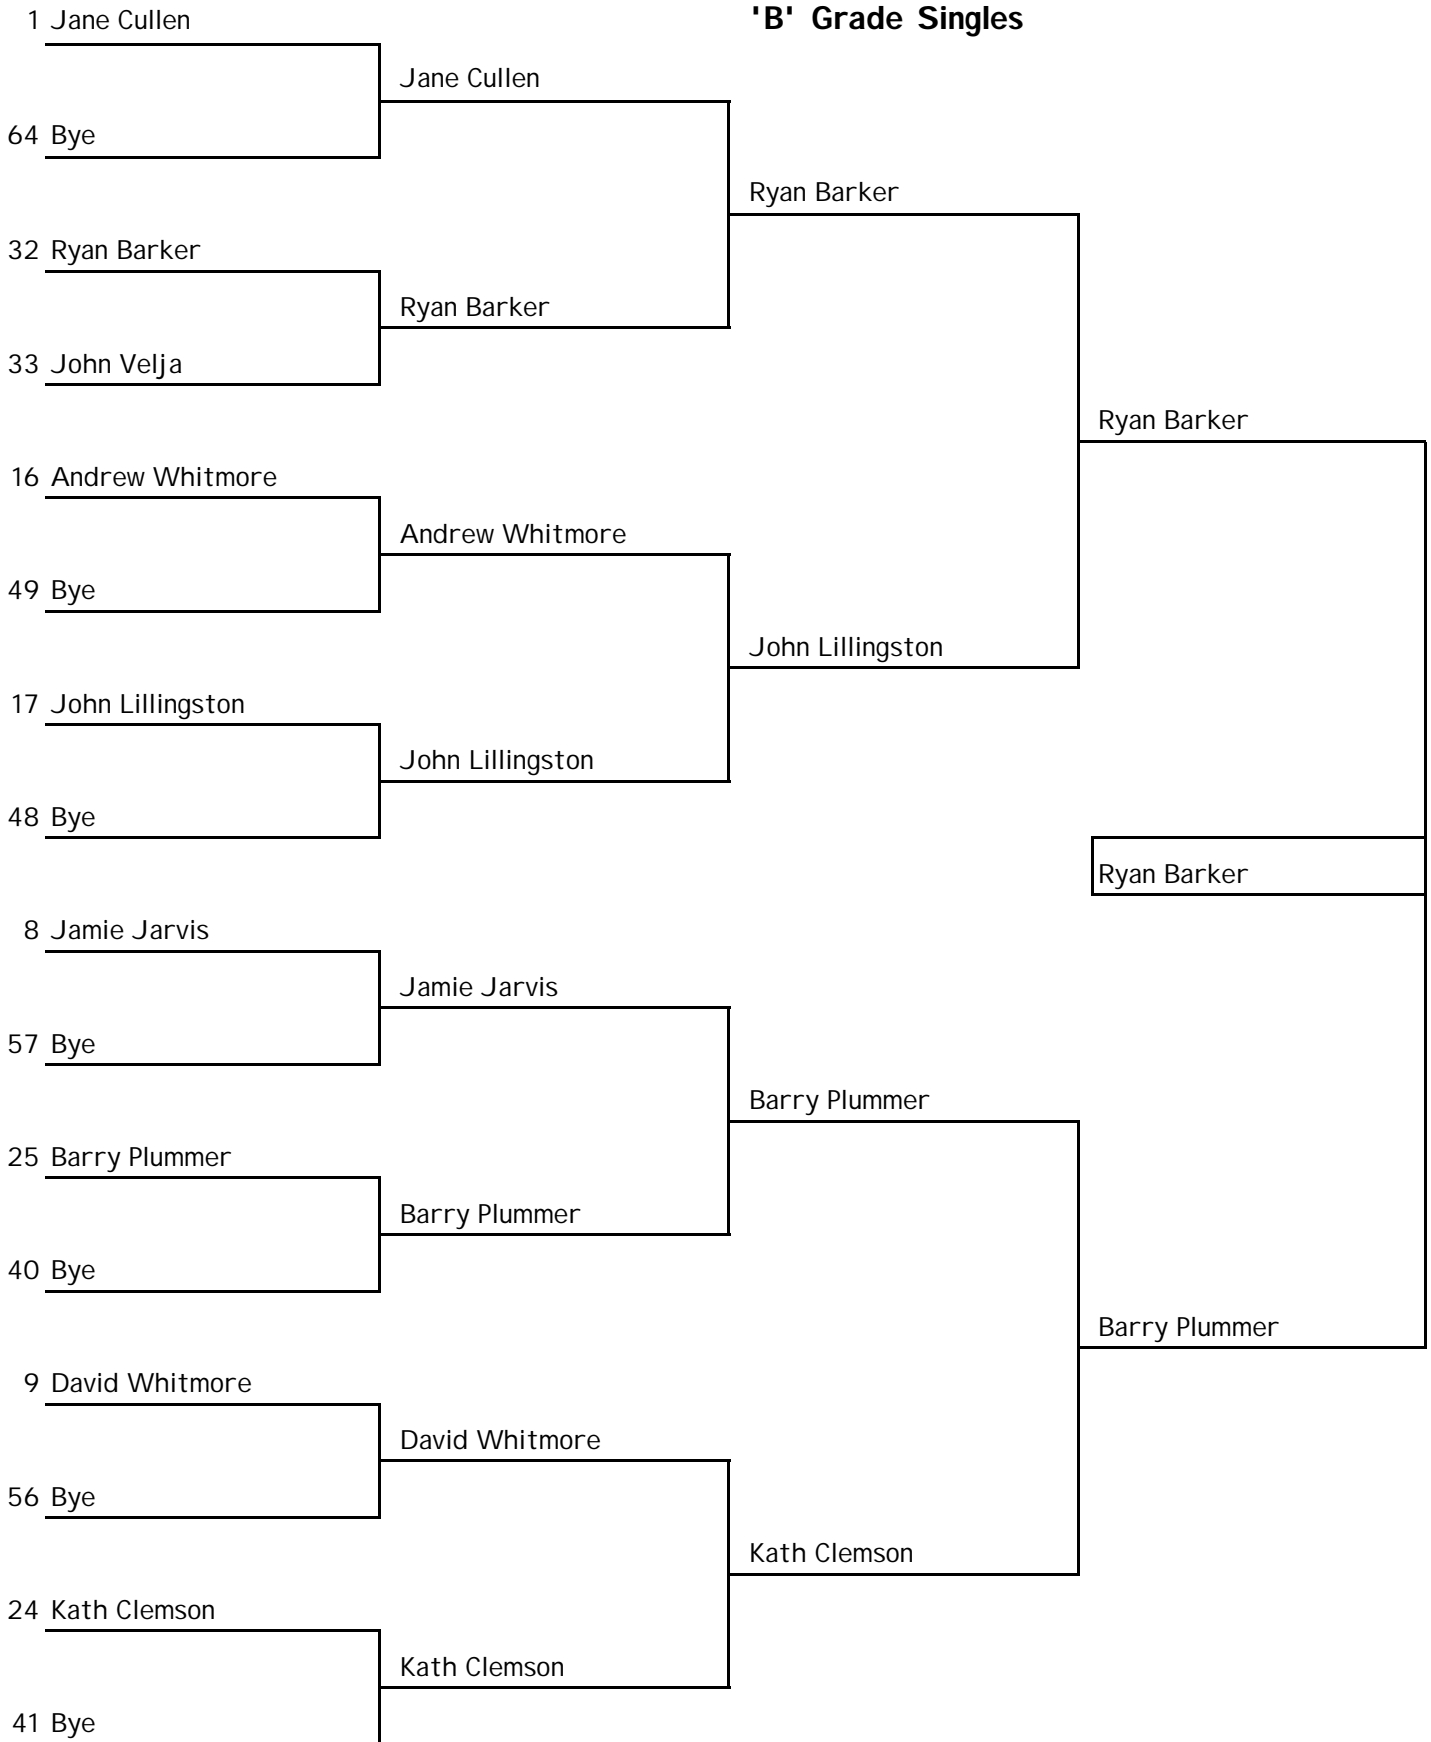 'B' Grade Singles
1 Jane Cullen
Jane Cullen
64 Bye
Ryan Barker
32 Ryan Barker
Ryan Barker
33 John Velja
Ryan Barker
16 Andrew Whitmore
Andrew Whitmore
49 Bye
John Lillingston
17 John Lillingston
John Lillingston
48 Bye
Ryan Barker
8 Jamie Jarvis
Jamie Jarvis
57 Bye
Barry Plummer
25 Barry Plummer
Barry Plummer
40 Bye
Barry Plummer
9 David Whitmore
David Whitmore
56 Bye
Kath Clemson
24 Kath Clemson
Kath Clemson
41 Bye